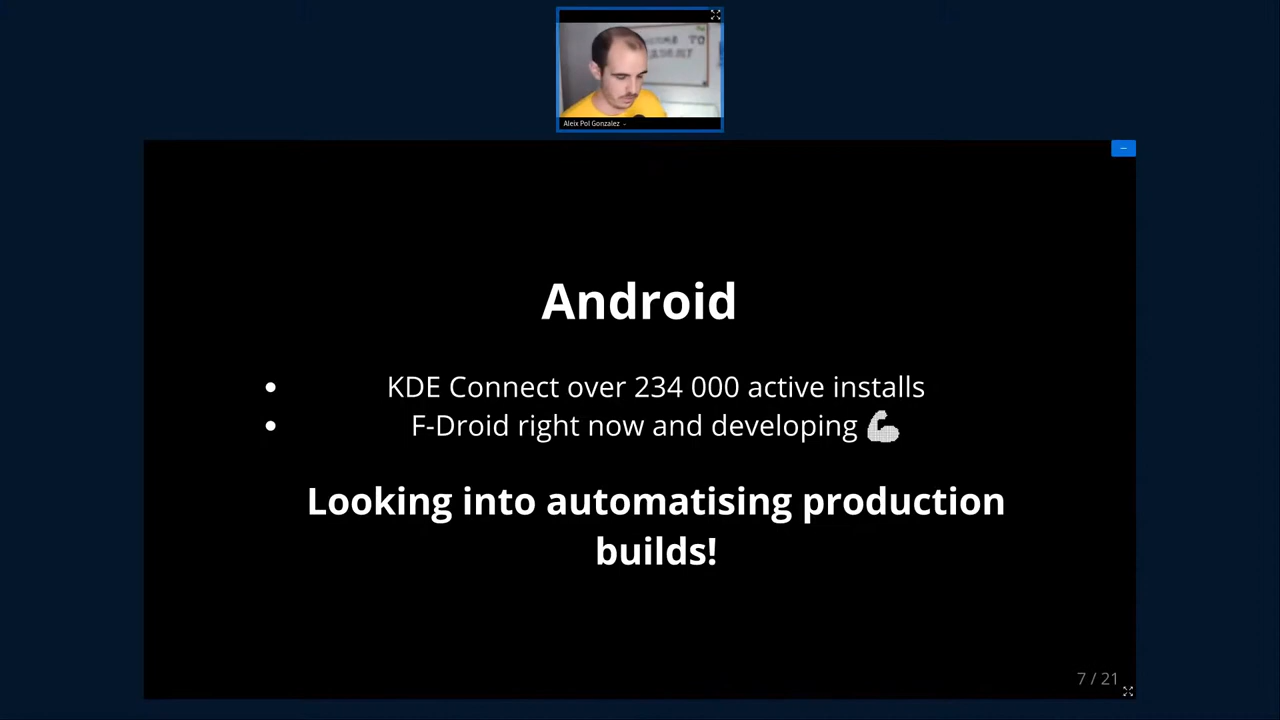 Aleix Pol Gonzalez
Android
KDE Connect over 234 000 active installs
F-Droid right now and developing 💪
Looking into automatising production
builds!
7 / 21